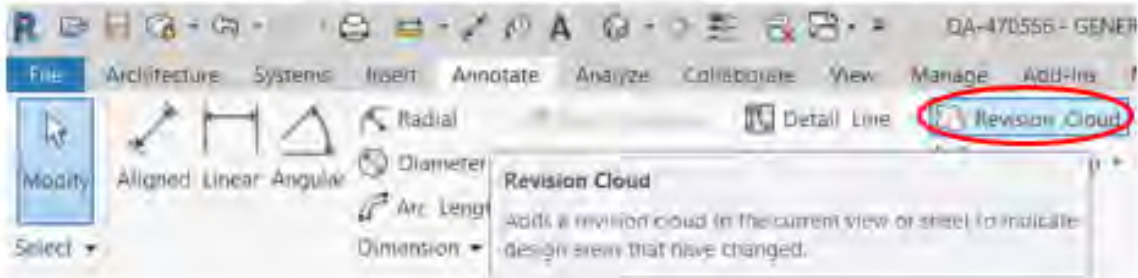 R A QA-470556 - GENER
File Architecture Systems Insert Annotate Analyze Collaborate View Manage Add-Ins
Radial Detail Line Revision Cloud
Modify Aligned Linear Angular Diameter
Revision Cloud
Arc Lengt
Adds a revision cloud to the current view or sheet to indicate
Select Dimension design areas that have changed.